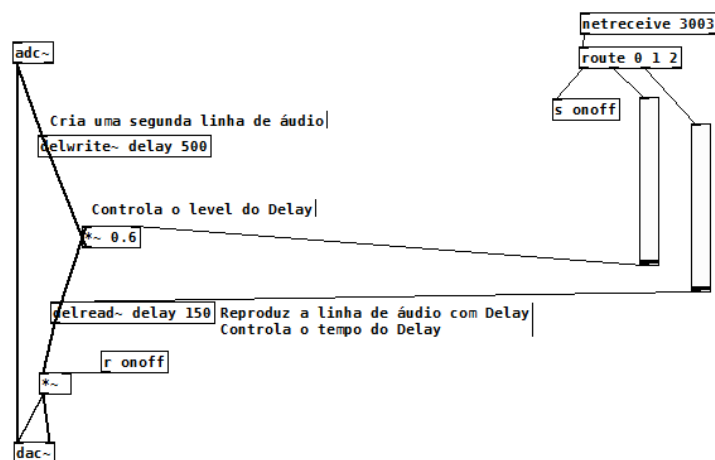 netreceive 3003
adc~
route 0 1 2
s onoff
Cria uma segunda linha de áudio
delwrite~ delay 500
Controla o level do Delay
*~ 0.6
delread~ delay 150
Reproduz a linha de áudio com Delay
Controla o tempo do Delay
r onoff
*~
dac~